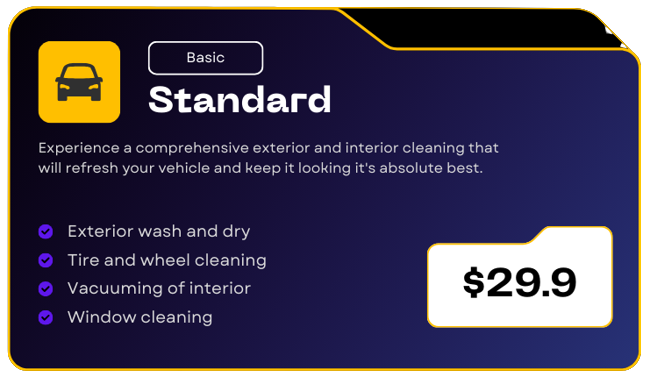 Basic
Standard
Experience a comprehensive exterior and interior cleaning that
will refresh your vehicle and keep it looking it's absolute best.
Exterior wash and dry
Tire and wheel cleaning
Vacuuming of interior
Window cleaning
$29.9